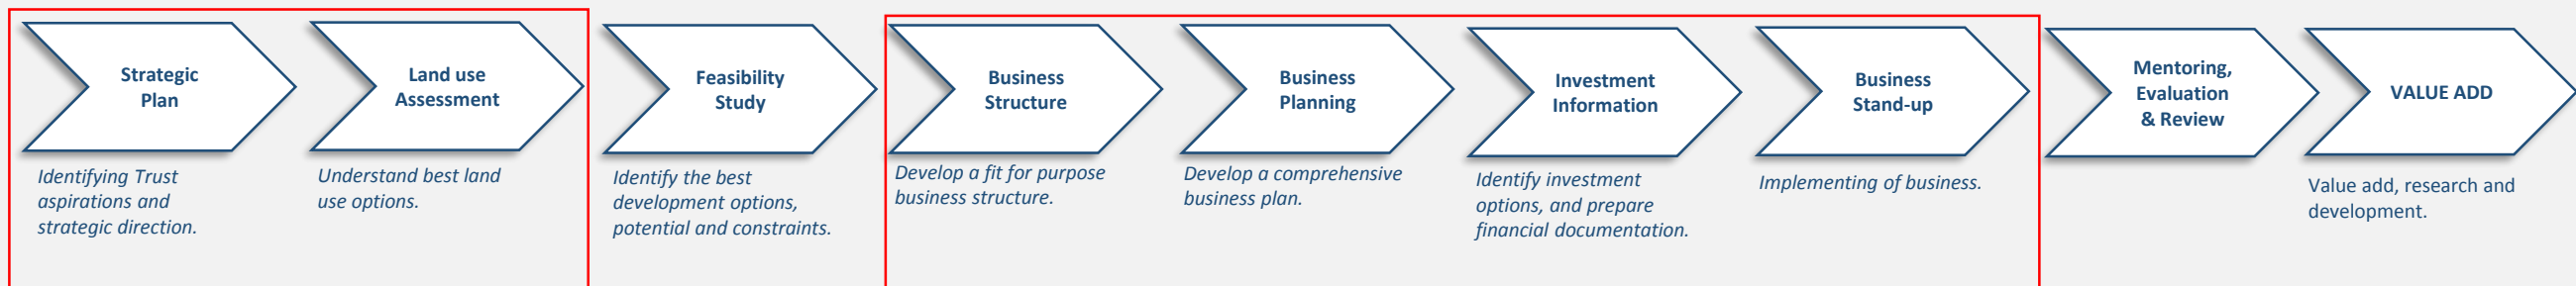 Strategic
Plan
Identifying Trust
aspirations and
strategic direction.
Land use
Assessment
Understand best land
use options.
Feasibility
Study
Identify the best
development options,
potential and constraints.
Business
Structure
Develop a fit for purpose
business structure.
Business
Planning
Develop a comprehensive
business plan.
Investment
Information
Identify investment
options, and prepare
financial documentation.
Business
Stand-up
Implementing of business.
Mentoring,
Evaluation
& Review
VALUE ADD
Value add, research and
development.